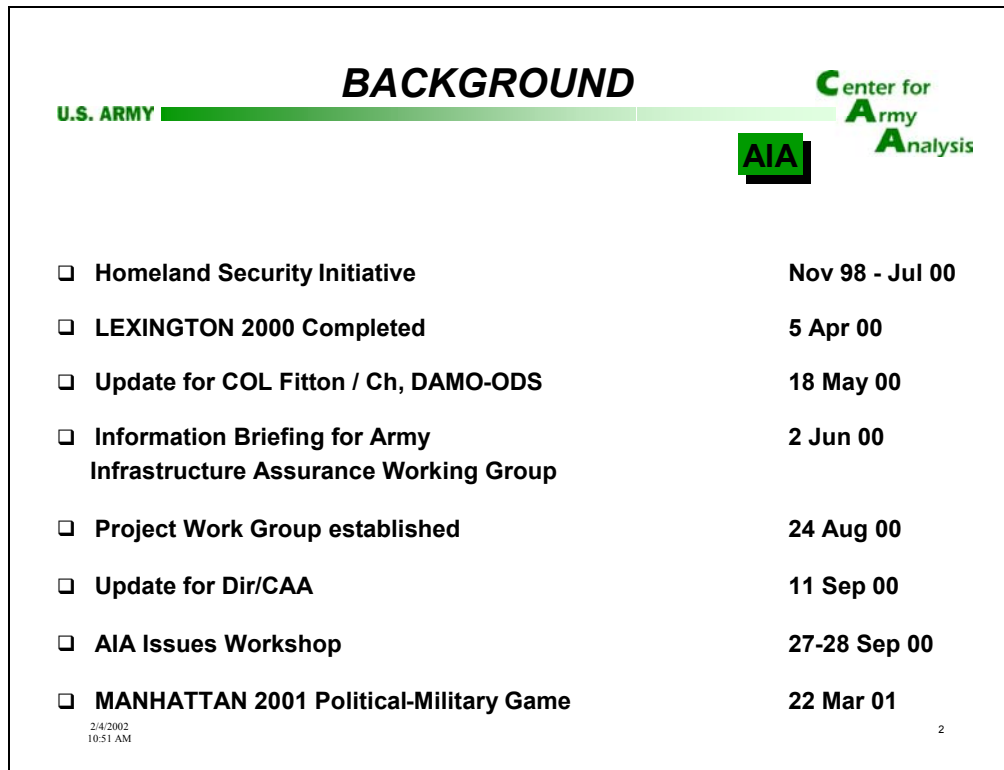 BACKGROUND
U.S. ARMY
Center for
Army
Analysis
AIA
❑ Homeland Security Initiative Nov 98 - Jul 00
❑ LEXINGTON 2000 Completed 5 Apr 00
❑ Update for COL Fitton / Ch, DAMO-ODS 18 May 00
❑ Information Briefing for Army 2 Jun 00
Infrastructure Assurance Working Group
❑ Project Work Group established 24 Aug 00
❑ Update for Dir/CAA 11 Sep 00
❑ AIA Issues Workshop 27-28 Sep 00
❑ MANHATTAN 2001 Political-Military Game 22 Mar 01
2/4/2002
10:51 AM
2